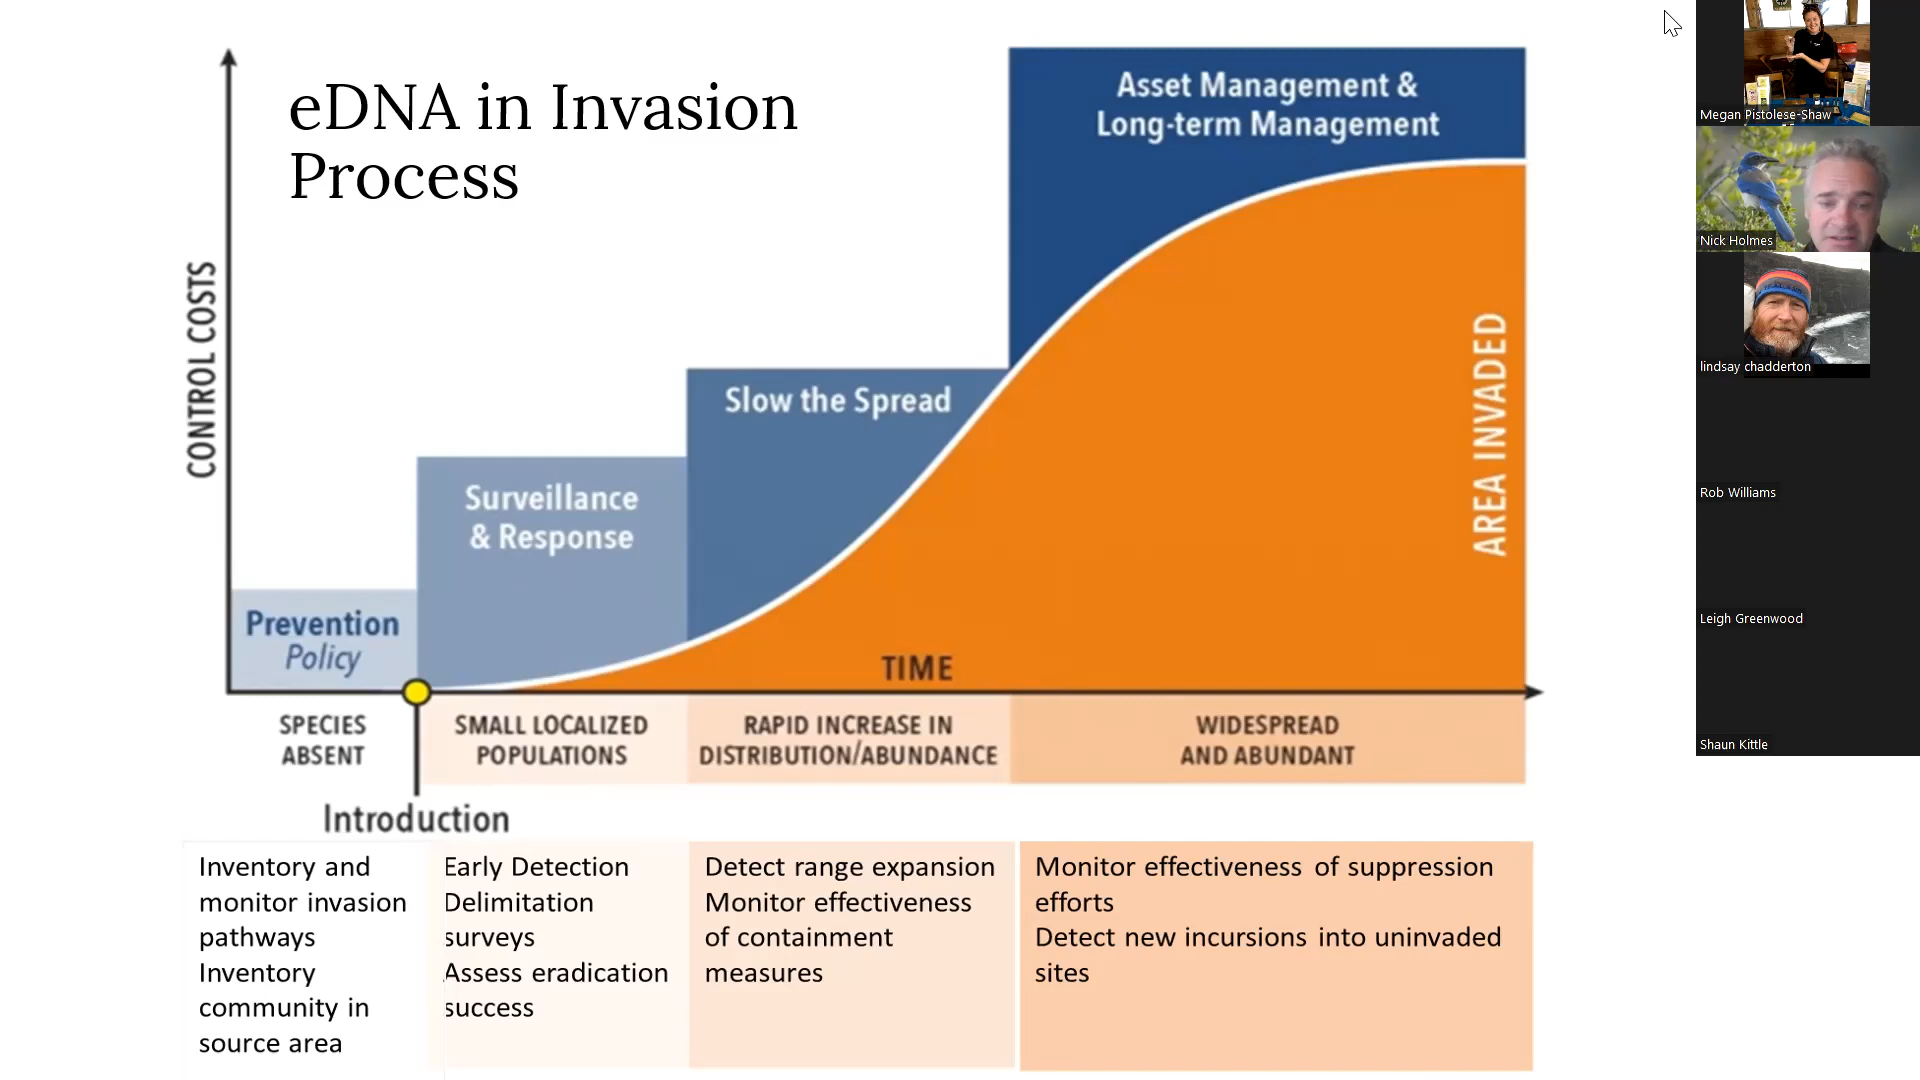 eDNA in Invasion
Process
CONTROL COSTS
Asset Management &
Long-term Management
Slow the Spread
Surveillance
& Response
Prevention
Policy
AREA INVADED
TIME
SPECIES
ABSENT
SMALL LOCALIZED
POPULATIONS
RAPID INCREASE IN
DISTRIBUTION/ABUNDANCE
WIDESPREAD
AND ABUNDANT
Introduction
Inventory and
monitor invasion
pathways
Inventory
community in
source area
Early Detection
Delimitation
surveys
Assess eradication
success
Detect range expansion
Monitor effectiveness
of containment
measures
Monitor effectiveness of suppression
efforts
Detect new incursions into uninvaded
sites
Megan Pistolese-Shaw
Nick Holmes
lindsay chadderton
Rob Williams
Leigh Greenwood
Shaun Kittle